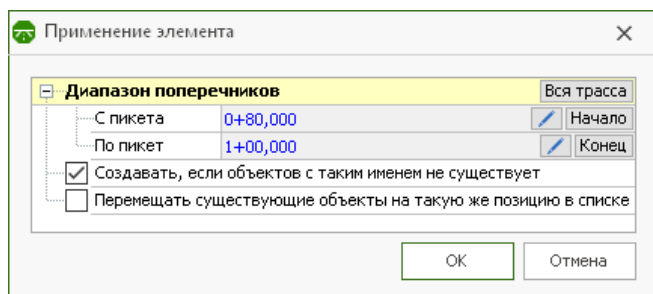 Применение элемента
Диапазон поперечников Вся трасса
С пикета 0+80,000 Начало
По пикет 1+00,000 Конец
Создавать, если объектов с таким именем не существует
Перемещать существующие объекты на такую же позицию в списке
ОК Отмена